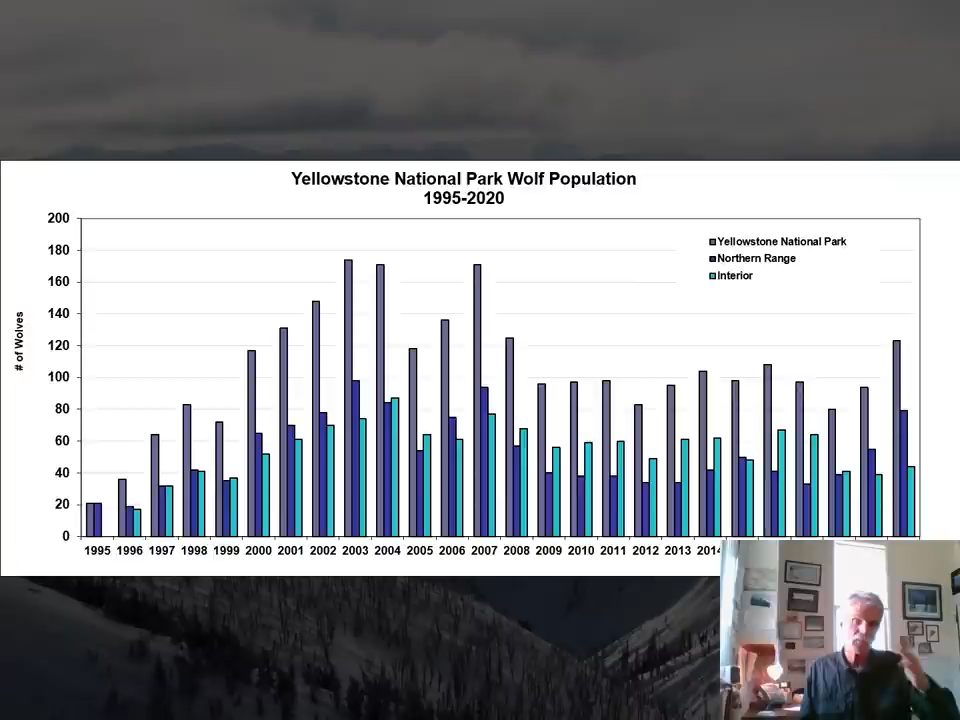 Yellowstone National Park Wolf Population
1995-2020
200
180
160
140
120
100
80
60
40
20
0
# of Wolves
Yellowstone National Park
Northern Range
Interior
1995 1996 1997 1998 1999 2000 2001 2002 2003 2004 2005 2006 2007 2008 2009 2010 2011 2012 2013 2014